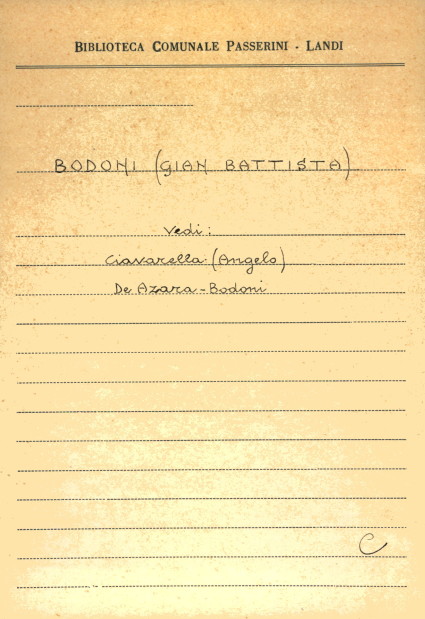 BIBLIOTECA COMUNALE PASSERINI - LANDI
BODONI (GIAN BATTISTA)
Vedi:
Ciavarella (Angelo)
De Azara - Bodoni
C